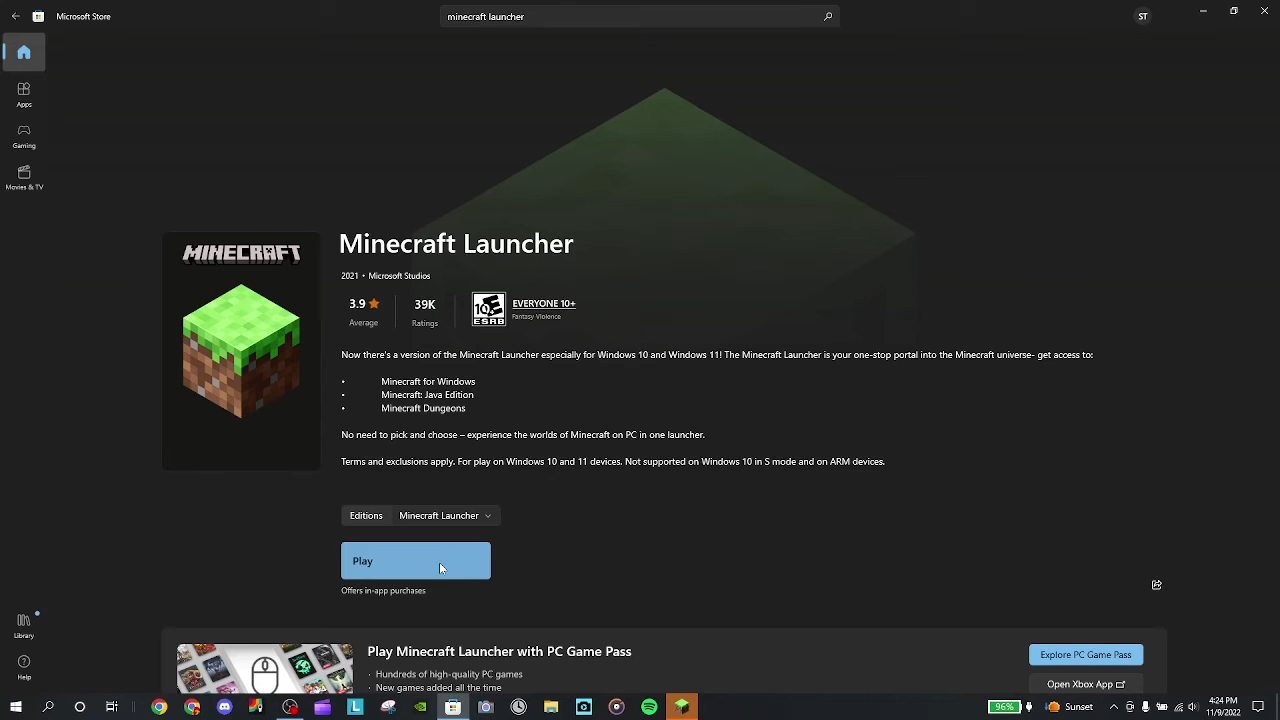 Microsoft Store
minecraft launcher
ST
Apps
Gaming
Movies & TV
MINECRAFT
Minecraft Launcher
2021 • Microsoft Studios
3.9
Average
39K
Ratings
10+
ESRB
EVERYONE 10+
Fantasy Violence
Now there's a version of the Minecraft Launcher especially for Windows 10 and Windows 11! The Minecraft Launcher is your one-stop portal into the Minecraft universe- get access to:
• Minecraft for Windows
• Minecraft: Java Edition
• Minecraft Dungeons
No need to pick and choose – experience the worlds of Minecraft on PC in one launcher.
Terms and exclusions apply. For play on Windows 10 and 11 devices. Not supported on Windows 10 in S mode and on ARM devices.
Editions Minecraft Launcher
Play
Offers in-app purchases
Library
Help
Play Minecraft Launcher with PC Game Pass
• Hundreds of high-quality PC games
• New games added all the time
Explore PC Game Pass
Open Xbox App
L
96%
Sunset
4:24 PM
11/9/2022